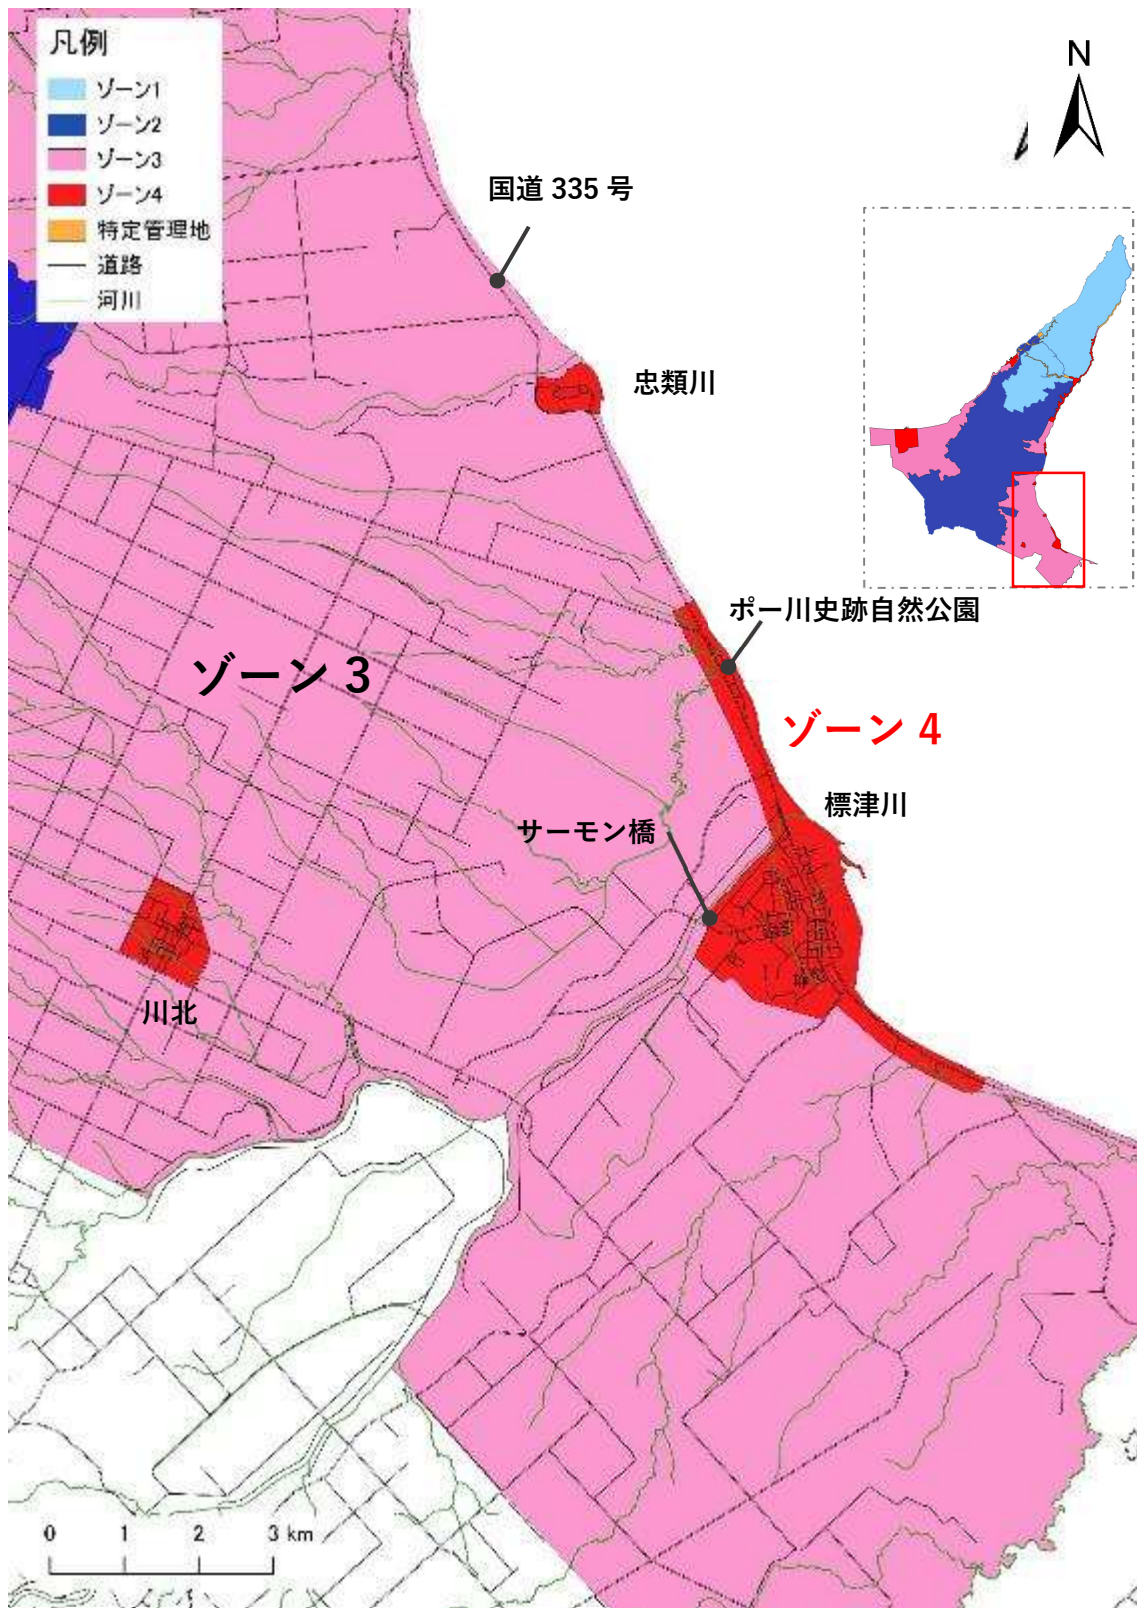 凡例
ゾーン1
ゾーン2
ゾーン3
ゾーン4
特定管理地
道路
河川
N
国道 335 号
忠類川
ポー川史跡自然公園
ゾーン 3
ゾーン 4
標津川
サーモン橋
川北
0 1 2 3 km